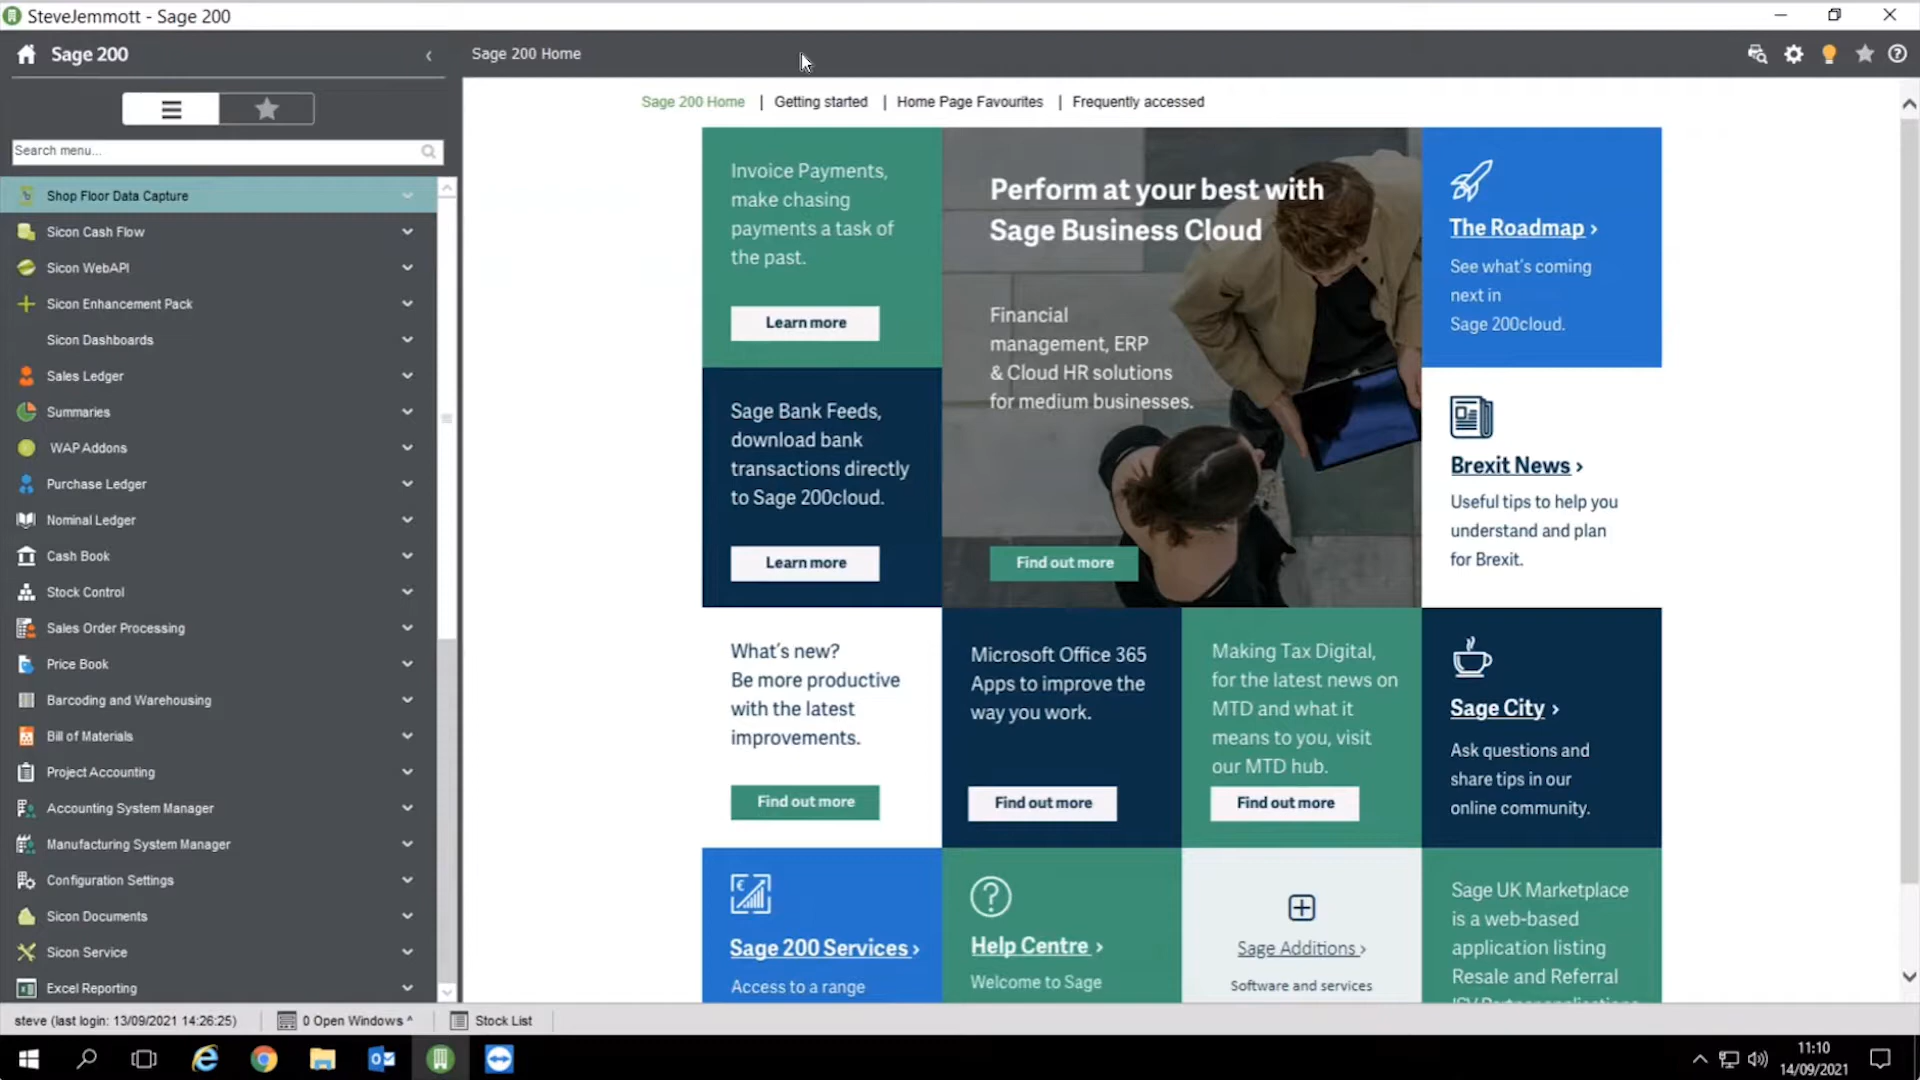 SteveJemmott - Sage 200
Sage 200
Sage 200 Home
Search menu...
Shop Floor Data Capture
Sicon Cash Flow
Sicon WebAPI
Sicon Enhancement Pack
Sicon Dashboards
Sales Ledger
Summaries
WAP Addons
Purchase Ledger
Nominal Ledger
Cash Book
Stock Control
Sales Order Processing
Price Book
Barcoding and Warehousing
Bill of Materials
Project Accounting
Accounting System Manager
Manufacturing System Manager
Configuration Settings
Sicon Documents
Sicon Service
Excel Reporting
Sage 200 Home | Getting started | Home Page Favourites | Frequently accessed
Invoice Payments,
make chasing
payments a task of
the past.
Learn more
Perform at your best with
Sage Business Cloud
Financial
management, ERP
& Cloud HR solutions
for medium businesses.
Find out more
The Roadmap ›
See what's coming
next in
Sage 200cloud.
Sage Bank Feeds,
download bank
transactions directly
to Sage 200cloud.
Learn more
Brexit News ›
Useful tips to help you
understand and plan
for Brexit.
What's new?
Be more productive
with the latest
improvements.
Find out more
Microsoft Office 365
Apps to improve the
way you work.
Find out more
Making Tax Digital,
for the latest news on
MTD and what it
means to you, visit
our MTD hub.
Find out more
Sage City ›
Ask questions and
share tips in our
online community.
Sage 200 Services ›
Access to a range
Help Centre ›
Welcome to Sage
Sage Additions ›
Software and services
Sage UK Marketplace
is a web-based
application listing
Resale and Referral
steve (last login: 13/09/2021 14:26:25)
0 Open Windows ^
Stock List
11:10
14/09/2021